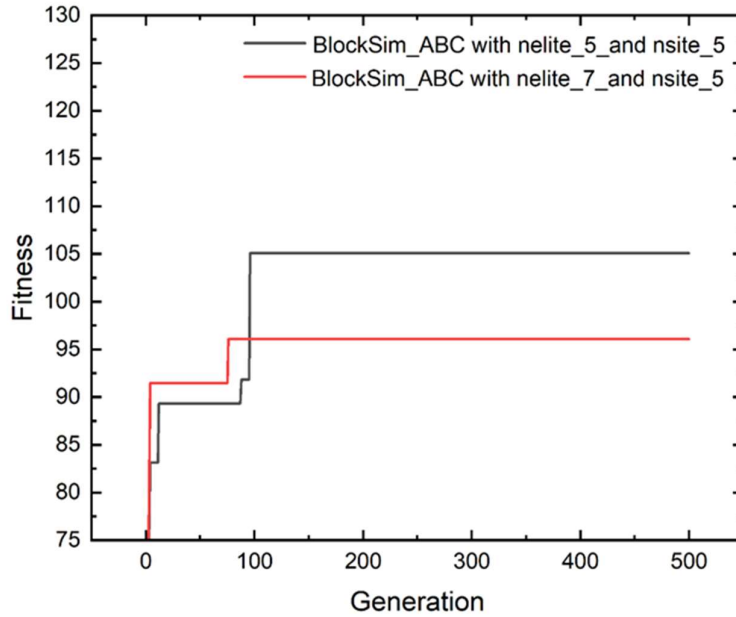 130
125
120
115
110
105
100
95
90
85
80
75
Fitness
BlockSim_ABC with nelite_5_and nsite_5
BlockSim_ABC with nelite_7_and nsite_5
0 100 200 300 400 500
Generation